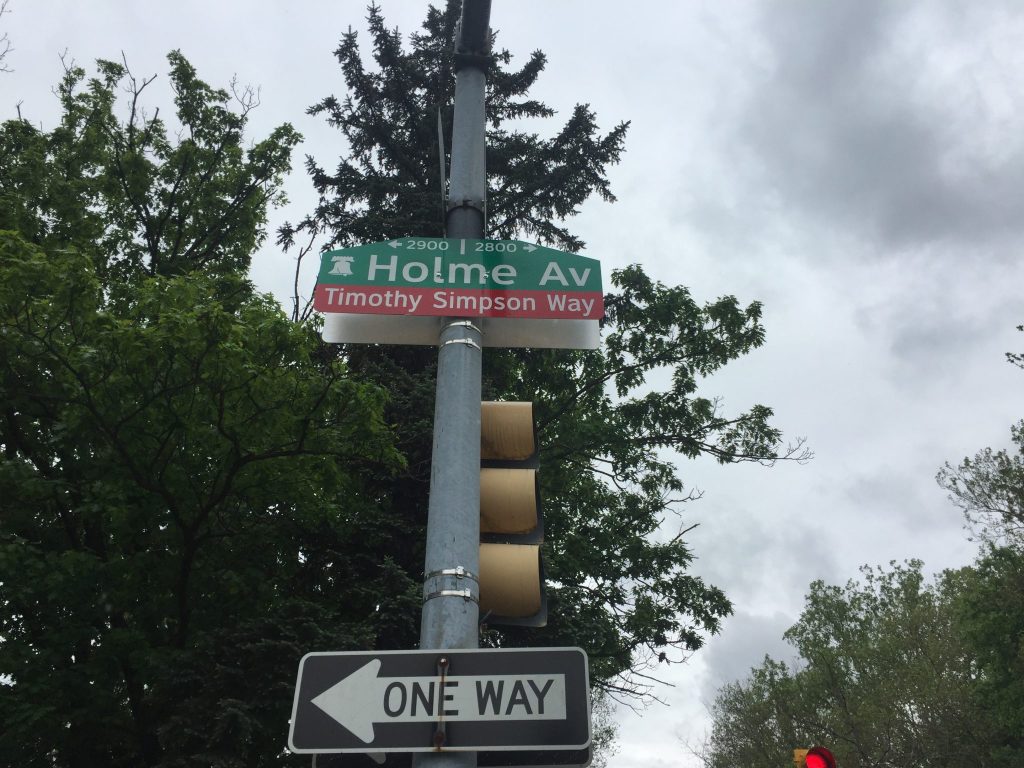 ← 2900 | 2800 →
Holme Av
Timothy Simpson Way
ONE WAY